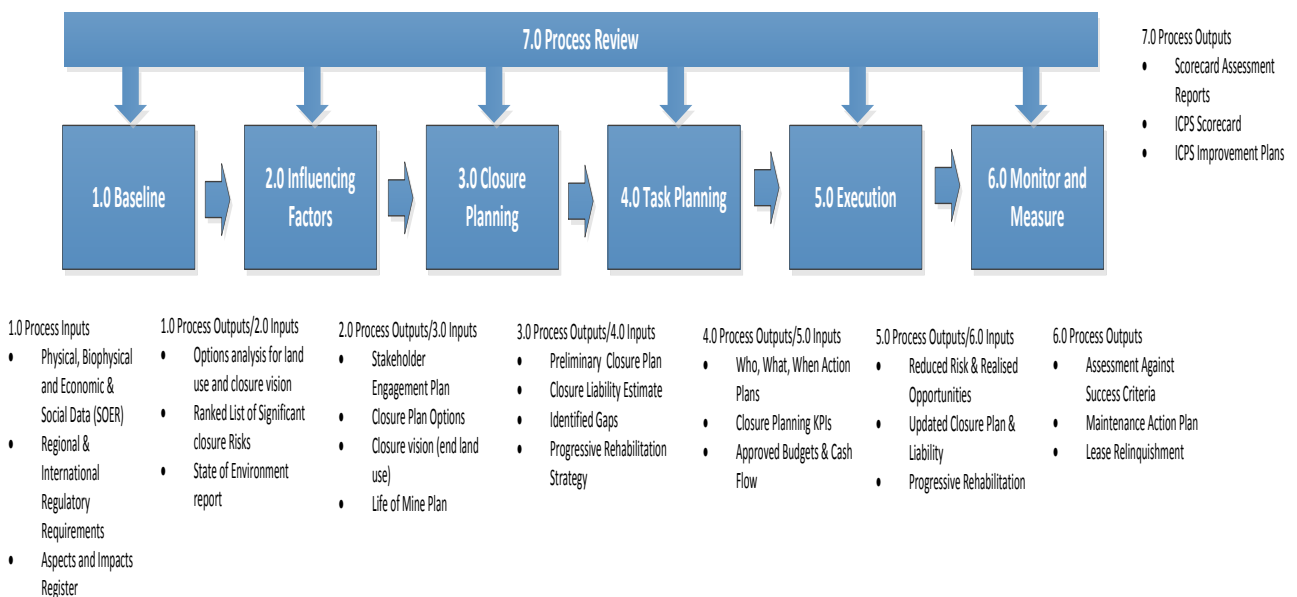 7.0 Process Review
1.0 Baseline
2.0 Influencing
Factors
3.0 Closure
Planning
4.0 Task Planning
5.0 Execution
6.0 Monitor and
Measure
7.0 Process Outputs
• Scorecard Assessment
Reports
• ICPS Scorecard
• ICPS Improvement Plans
1.0 Process Inputs
• Physical, Biophysical
and Economic &
Social Data (SOER)
• Regional &
International
Regulatory
Requirements
• Aspects and Impacts
Register
1.0 Process Outputs/2.0 Inputs
• Options analysis for land
use and closure vision
• Ranked List of Significant
closure Risks
• State of Environment
report
2.0 Process Outputs/3.0 Inputs
• Stakeholder
Engagement Plan
• Closure Plan Options
• Closure vision (end land
use)
• Life of Mine Plan
3.0 Process Outputs/4.0 Inputs
• Preliminary Closure Plan
• Closure Liability Estimate
• Identified Gaps
• Progressive Rehabilitation
Strategy
4.0 Process Outputs/5.0 Inputs
• Who, What, When Action
Plans
• Closure Planning KPIs
• Approved Budgets & Cash
Flow
5.0 Process Outputs/6.0 Inputs
• Reduced Risk & Realised
Opportunities
• Updated Closure Plan &
Liability
• Progressive Rehabilitation
6.0 Process Outputs
• Assessment Against
Success Criteria
• Maintenance Action Plan
• Lease Relinquishment